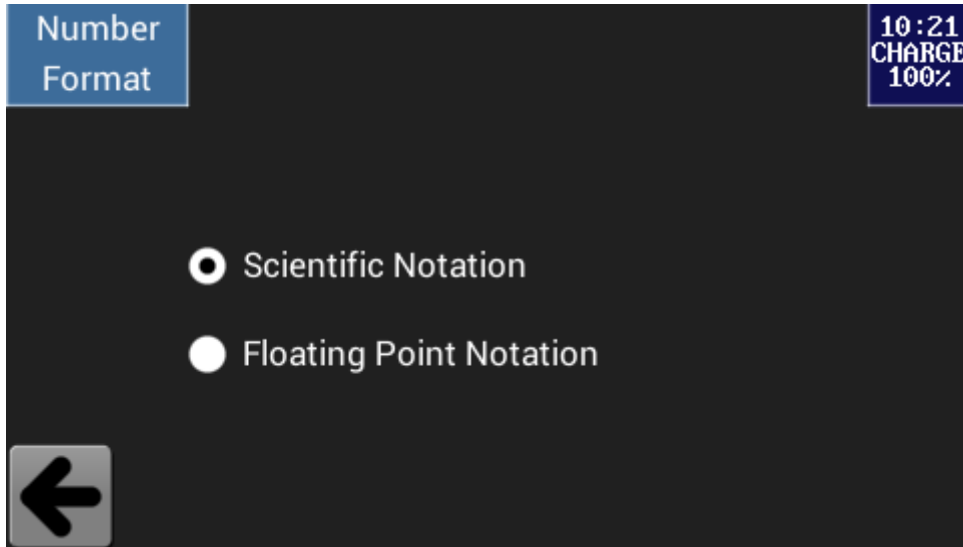 Number
Format
10:21
CHARGE
100%
Scientific Notation
Floating Point Notation